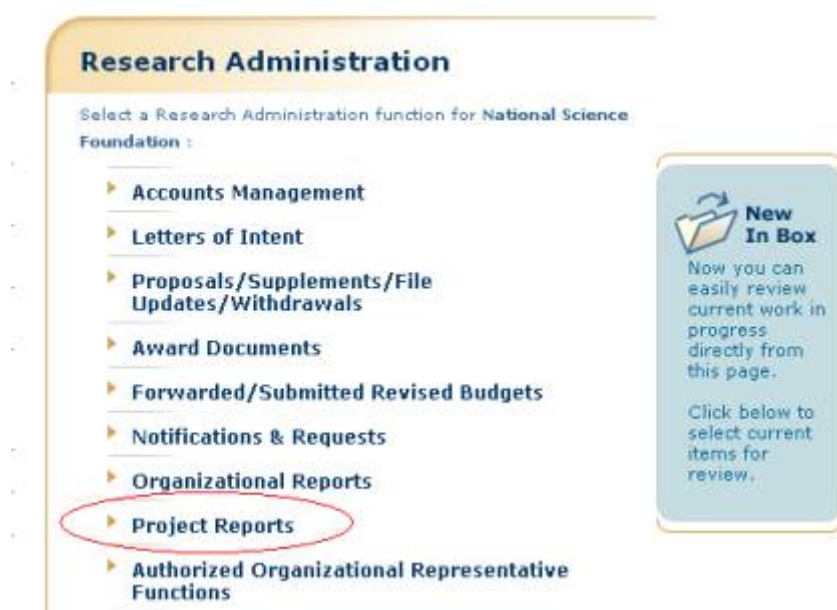 Research Administration
Select a Research Administration function for National Science
Foundation :
Accounts Management
Letters of Intent
Proposals/Supplements/File
Updates/Withdrawals
Award Documents
Forwarded/Submitted Revised Budgets
Notifications & Requests
Organizational Reports
Project Reports
Authorized Organizational Representative
Functions
New
In Box
Now you can
easily review
current work in
progress
directly from
this page.
Click below to
select current
items for
review.